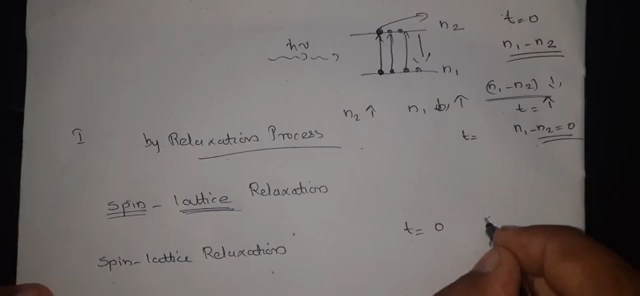 n₂
t=0
hν
n₁-n₂
n₁
(n₁-n₂) ↓,
n₂ ↑ n₁ ↓, ↑
t= ↑
t= n₁-n₂=0
I by Relaxation Process
spin-lattice Relaxation
t= 0
Spin-lattice Relaxation